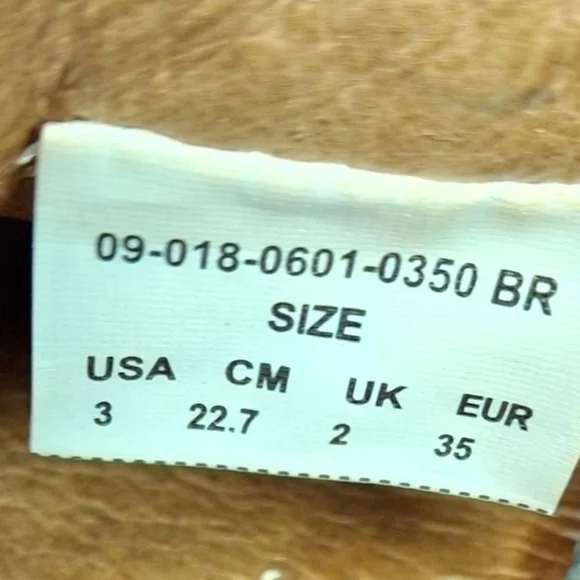 09-018-0601-0350 BR
SIZE
USA CM UK EUR
3 22.7 2 35